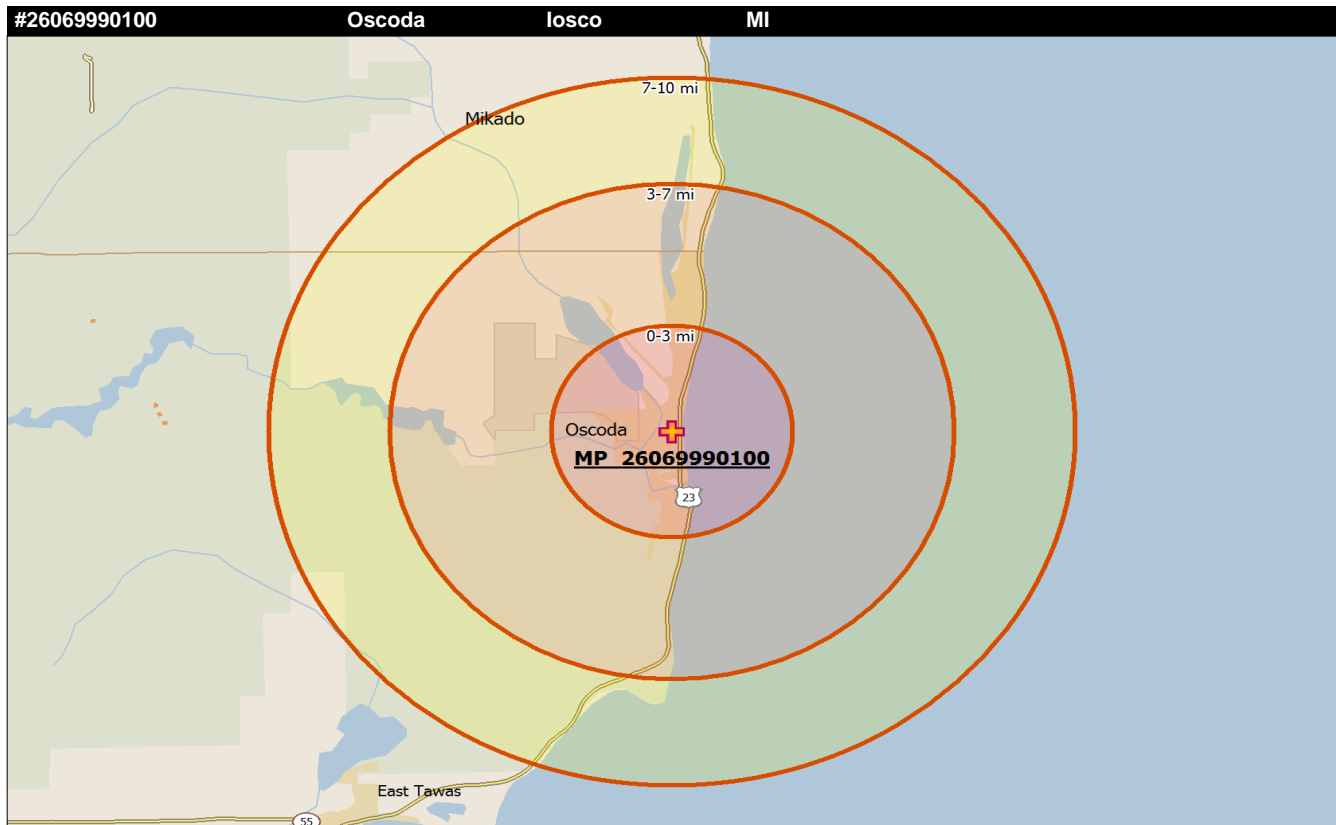 #26069990100 Oscoda Iosco MI
7-10 mi
Mikado
3-7 mi
0-3 mi
Oscoda
MP 26069990100
23
East Tawas
55